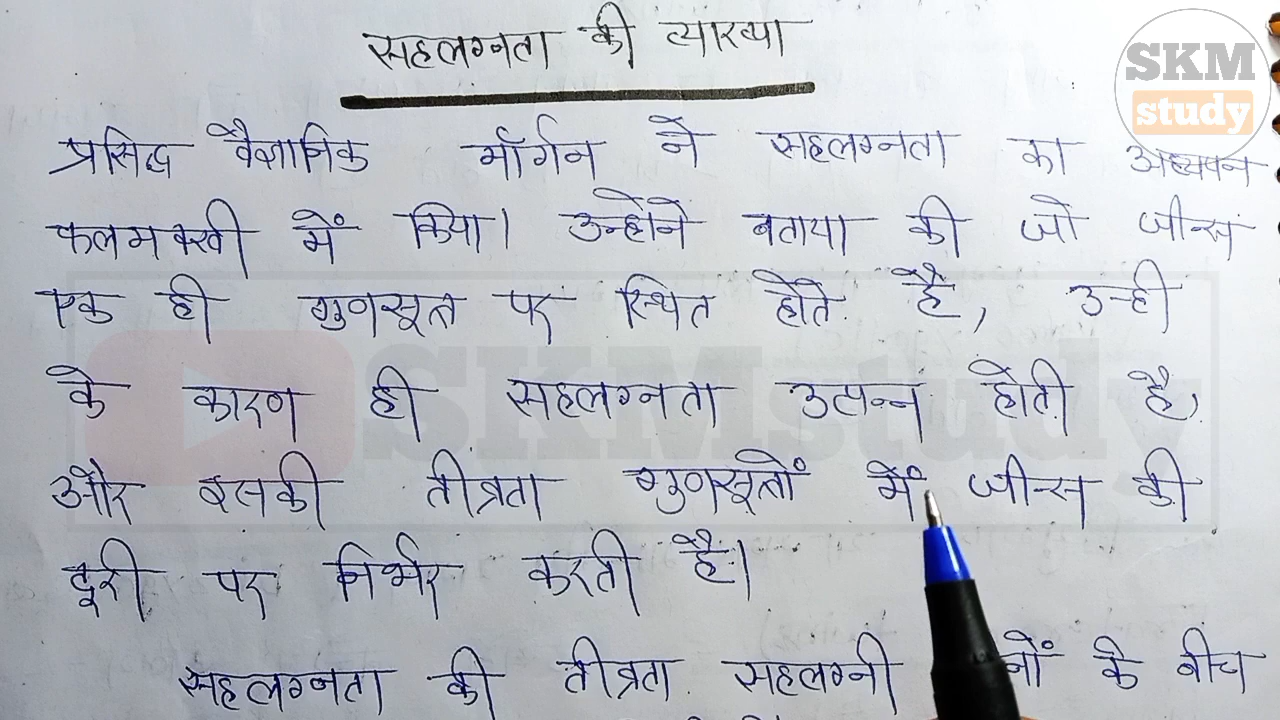 सहलग्नता की व्याख्या
SKM
study
प्रसिद्ध वैज्ञानिक मॉर्गन ने सहलग्नता का अध्ययन
फलमक्खी में किया। उन्होंने बताया की जो जीन्स
एक ही गुणसूत्र पर स्थित होते है, उन्ही
के कारण ही सहलग्नता उत्पन्न होती है,
और इसकी तीव्रता गुणसूत्रों में जीन्स की
दूरी पर निर्भर करती है।
सहलग्नता की तीव्रता सहलग्नी के बीच
SKMstudy